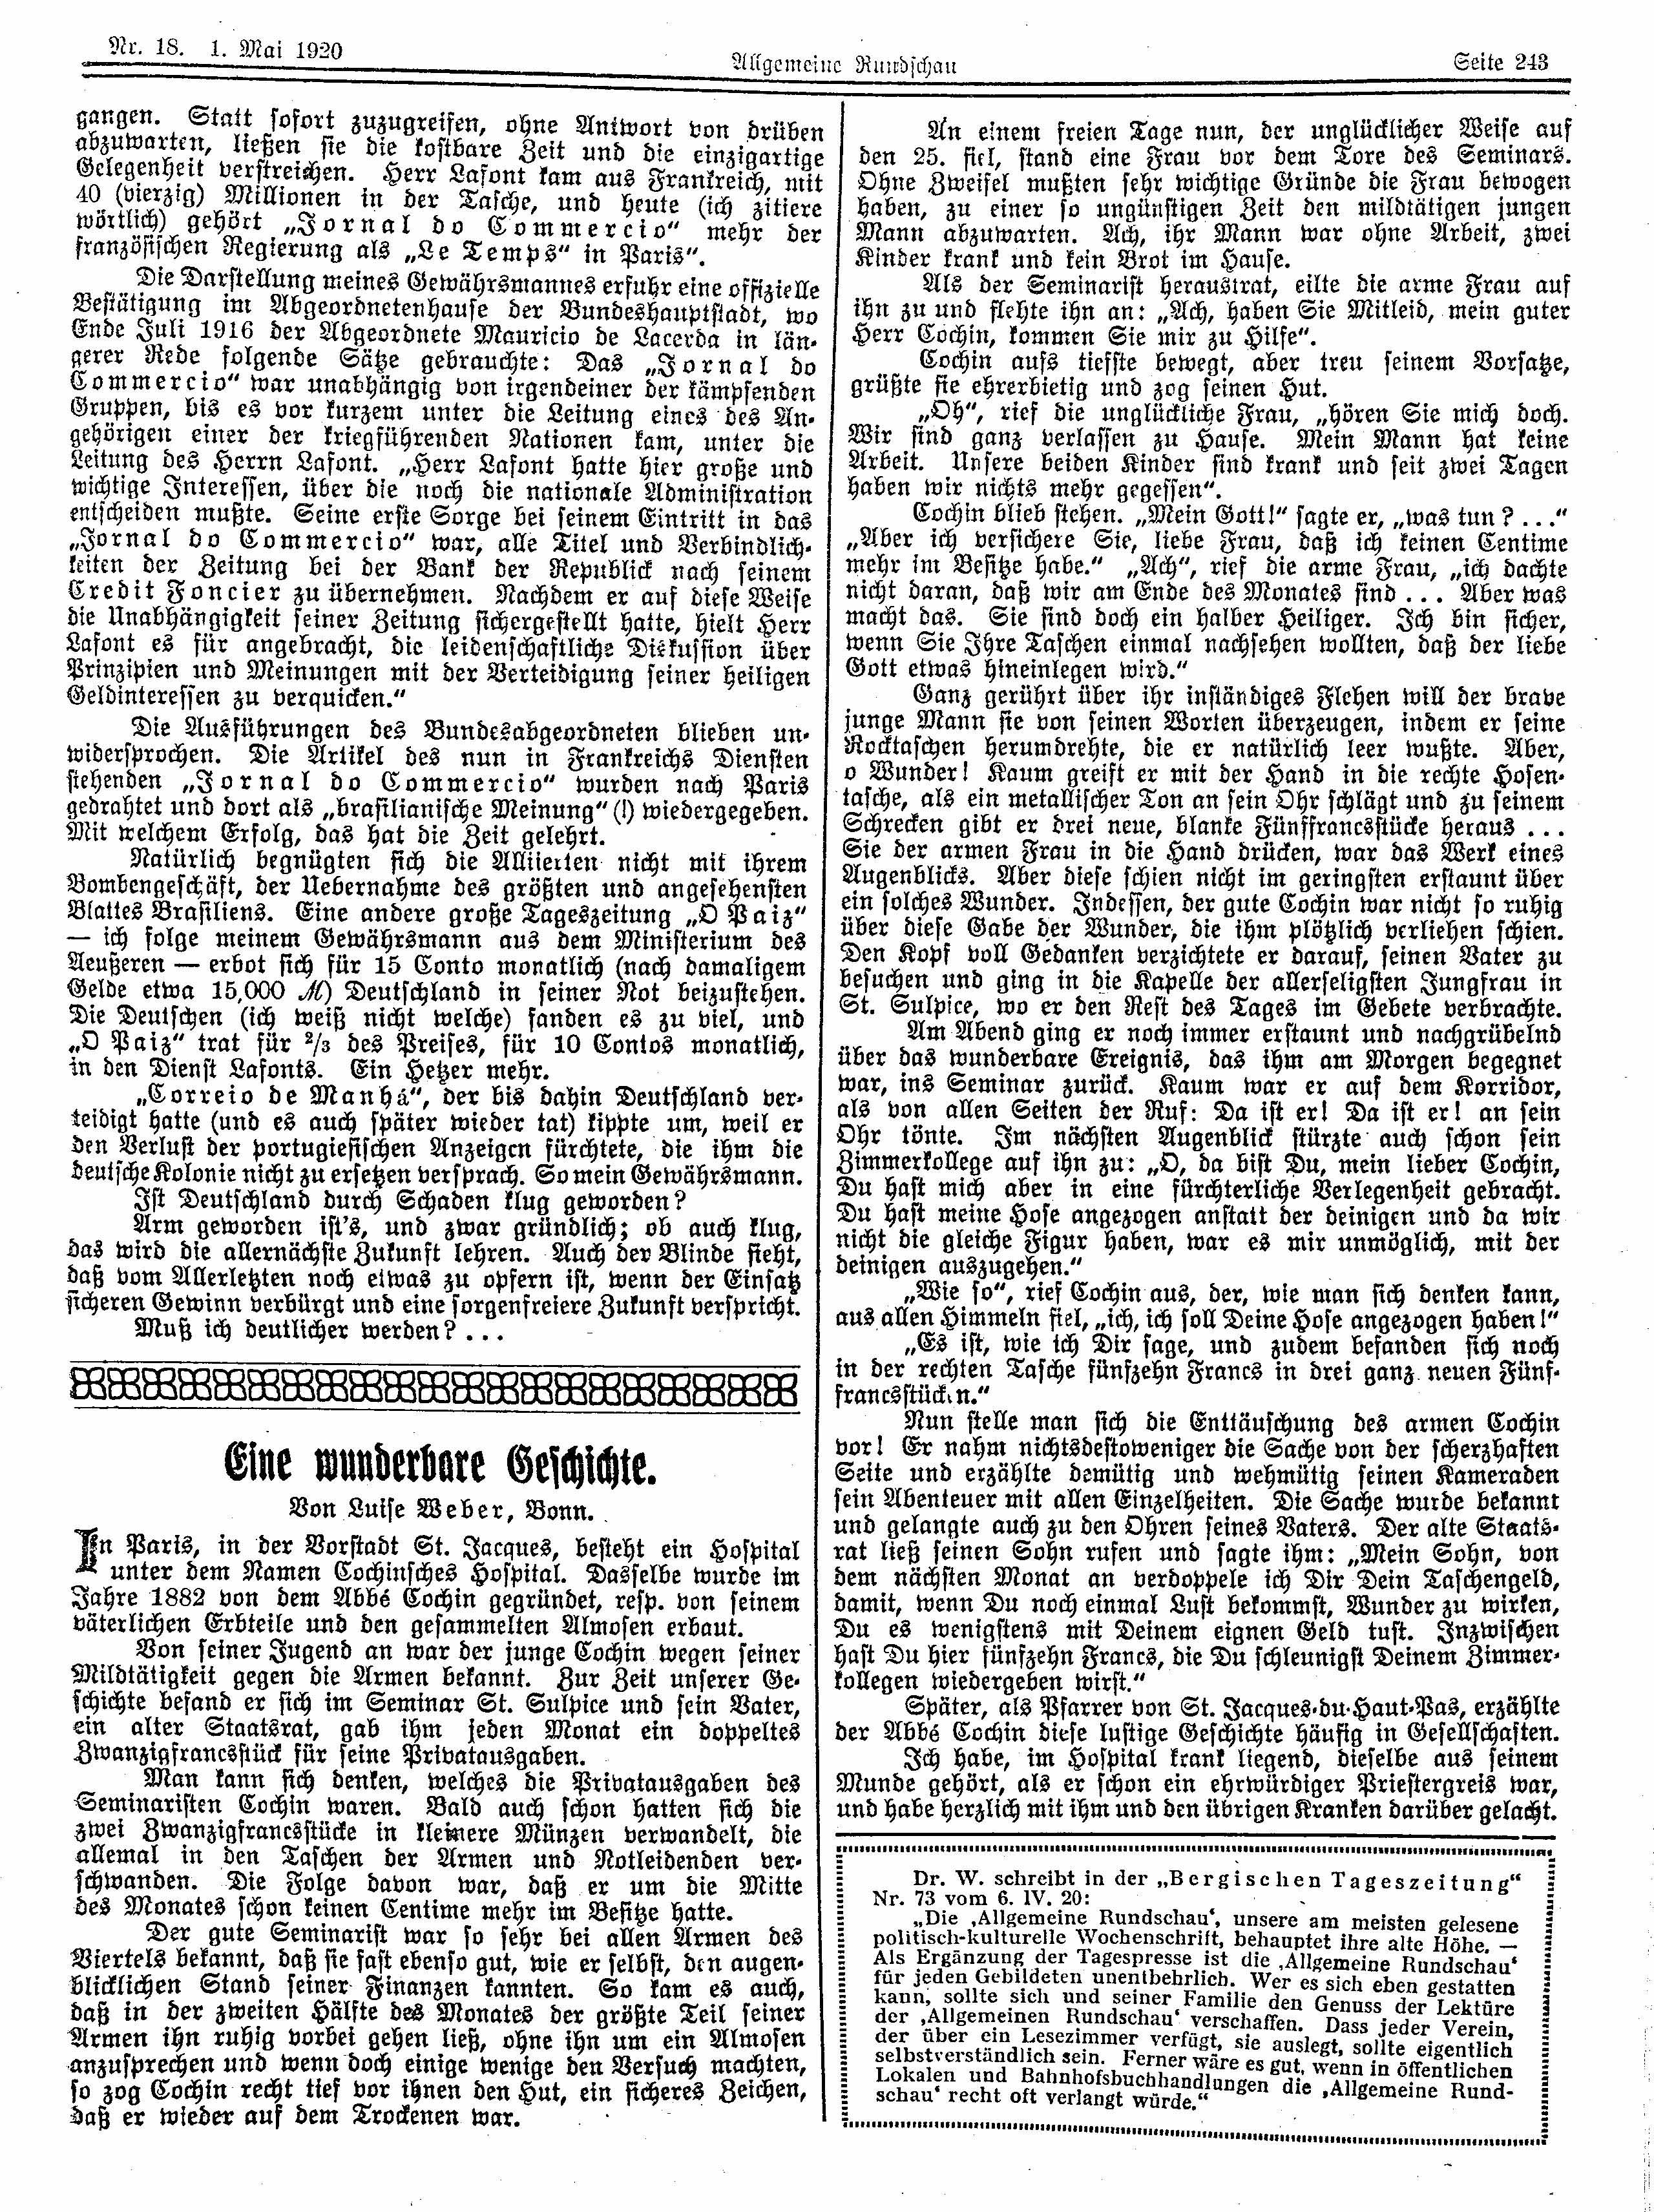 Nr. 18. 1. Mai 1920
Allgemeine Rundschau
Seite 243
gangen. Statt sofort zuzugreifen, ohne Antwort von drüben
abzuwarten, ließen sie die kostbare Zeit und die einzigartige
Gelegenheit verstreichen. Herr Lafont kam aus Frankreich, mit
40 (vierzig) Millionen in der Tasche, und heute (ich zitiere
wörtlich) gehört „Jornal do Commercio“ mehr der
französischen Regierung als „Le Temps“ in Paris“.
Die Darstellung meines Gewährsmannes erfuhr eine offizielle
Bestätigung im Abgeordnetenhause der Bundeshauptstadt, wo
Ende Juli 1916 der Abgeordnete Mauricio de Lacerda in län-
gerer Rede folgende Sätze gebrauchte: Das „Jornal do
Commercio“ war unabhängig von irgendeiner der kämpfenden
Gruppen, bis es vor kurzem unter die Leitung eines des An-
gehörigen einer der kriegführenden Nationen kam, unter die
Leitung des Herrn Lafont. „Herr Lafont hatte hier große und
wichtige Interessen, über die noch die nationale Administration
entscheiden mußte. Seine erste Sorge bei seinem Eintritt in das
„Jornal do Commercio“ war, alle Titel und Verbindlich-
keiten der Zeitung bei der Bank der Republick nach seinem
Credit Foncier zu übernehmen. Nachdem er auf diese Weise
die Unabhängigkeit seiner Zeitung sichergestellt hatte, hielt Herr
Lafont es für angebracht, die leidenschaftliche Diskussion über
Prinzipien und Meinungen mit der Verteidigung seiner heiligen
Geldinteressen zu verquicken.“
Die Ausführungen des Bundesabgeordneten blieben un-
widersprochen. Die Artikel des nun in Frankreichs Diensten
stehenden „Jornal do Commercio“ wurden nach Paris
gedrahtet und dort als „brasilianische Meinung“ (!) wiedergegeben.
Mit welchem Erfolg, das hat die Zeit gelehrt.
Natürlich begnügten sich die Alliierten nicht mit ihrem
Bombengeschäft, der Uebernahme des größten und angesehensten
Blattes Brasiliens. Eine andere große Tageszeitung „O Paiz“
— ich folge meinem Gewährsmann aus dem Ministerium des
Aeußeren — erbot sich für 15 Conto monatlich (nach damaligem
Gelde etwa 15,000 M) Deutschland in seiner Not beizustehen.
Die Deutschen (ich weiß nicht welche) fanden es zu viel, und
„O Paiz“ trat für 2/3 des Preises, für 10 Contos monatlich,
in den Dienst Lafonts. Ein Hetzer mehr.
„Correio de Manhá“, der bis dahin Deutschland ver-
teidigt hatte (und es auch später wieder tat) kippte um, weil er
den Verlust der portugiesischen Anzeigen fürchtete, die ihm die
deutsche Kolonie nicht zu ersetzen versprach. So mein Gewährsmann.
Ist Deutschland durch Schaden klug geworden?
Arm geworden ist's, und zwar gründlich; ob auch klug,
das wird die allernächste Zukunft lehren. Auch der Blinde sieht,
daß vom Allerletzten noch etwas zu opfern ist, wenn der Einsatz
sicheren Gewinn verbürgt und eine sorgenfreiere Zukunft verspricht.
Muß ich deutlicher werden? ...
Eine wunderbare Geschichte.
Von Luise Weber, Bonn.
In Paris, in der Vorstadt St. Jacques, besteht ein Hospital
unter dem Namen Cochinsches Hospital. Dasselbe wurde im
Jahre 1882 von dem Abbé Cochin gegründet, resp. von seinem
väterlichen Erbteile und den gesammelten Almosen erbaut.
Von seiner Jugend an war der junge Cochin wegen seiner
Mildtätigkeit gegen die Armen bekannt. Zur Zeit unserer Ge-
schichte befand er sich im Seminar St. Sulpice und sein Vater,
ein alter Staatsrat, gab ihm jeden Monat ein doppeltes
Zwanzigfrancsstück für seine Privatausgaben.
Man kann sich denken, welches die Privatausgaben des
Seminaristen Cochin waren. Bald auch schon hatten sich die
zwei Zwanzigfrancsstücke in kleinere Münzen verwandelt, die
allemal in den Taschen der Armen und Notleidenden ver-
schwanden. Die Folge davon war, daß er um die Mitte
des Monates schon keinen Centime mehr im Besitze hatte.
Der gute Seminarist war so sehr bei allen Armen des
Viertels bekannt, daß sie fast ebenso gut, wie er selbst, den augen-
blicklichen Stand seiner Finanzen kannten. So kam es auch,
daß in der zweiten Hälfte des Monates der größte Teil seiner
Armen ihn ruhig vorbei gehen ließ, ohne ihn um ein Almosen
anzusprechen und wenn doch einige wenige den Versuch machten,
so zog Cochin recht tief vor ihnen den Hut, ein sicheres Zeichen,
daß er wieder auf dem Trockenen war.
An einem freien Tage nun, der unglücklicher Weise auf
den 25. fiel, stand eine Frau vor dem Tore des Seminars.
Ohne Zweifel mußten sehr wichtige Gründe die Frau bewogen
haben, zu einer so ungünstigen Zeit den mildtätigen jungen
Mann abzuwarten. Ach, ihr Mann war ohne Arbeit, zwei
Kinder krank und kein Brot im Hause.
Als der Seminarist heraustrat, eilte die arme Frau auf
ihn zu und flehte ihn an: „Ach, haben Sie Mitleid, mein guter
Herr Cochin, kommen Sie mir zu Hilfe“.
Cochin aufs tiefste bewegt, aber treu seinem Vorsatze,
grüßte sie ehrerbietig und zog seinen Hut.
„Oh“, rief die unglückliche Frau, „hören Sie mich doch.
Wir sind ganz verlassen zu Hause. Mein Mann hat keine
Arbeit. Unsere beiden Kinder sind krank und seit zwei Tagen
haben wir nichts mehr gegessen“.
Cochin blieb stehen. „Mein Gott!“ sagte er, „was tun? ...“
„Aber ich versichere Sie, liebe Frau, daß ich keinen Centime
mehr im Besitze habe.“ „Ach“, rief die arme Frau, „ich dachte
nicht daran, daß wir am Ende des Monates sind ... Aber was
macht das. Sie sind doch ein halber Heiliger. Ich bin sicher,
wenn Sie Ihre Taschen einmal nachsehen wollten, daß der liebe
Gott etwas hineinlegen wird.“
Ganz gerührt über ihr inständiges Flehen will der brave
junge Mann sie von seinen Worten überzeugen, indem er seine
Rocktaschen herumdrehte, die er natürlich leer wußte. Aber,
o Wunder! Kaum greift er mit der Hand in die rechte Hosen-
tasche, als ein metallischer Ton an sein Ohr schlägt und zu seinem
Schrecken gibt er drei neue, blanke Fünffrancsstücke heraus ...
Sie der armen Frau in die Hand drücken, war das Werk eines
Augenblicks. Aber diese schien nicht im geringsten erstaunt über
ein solches Wunder. Indessen, der gute Cochin war nicht so ruhig
über diese Gabe der Wunder, die ihm plötzlich verliehen schien.
Den Kopf voll Gedanken verzichtete er darauf, seinen Vater zu
besuchen und ging in die Kapelle der allerseligsten Jungfrau in
St. Sulpice, wo er den Rest des Tages im Gebete verbrachte.
Am Abend ging er noch immer erstaunt und nachgrübelnd
über das wunderbare Ereignis, das ihm am Morgen begegnet
war, ins Seminar zurück. Kaum war er auf dem Korridor,
als von allen Seiten der Ruf: Da ist er! Da ist er! an sein
Ohr tönte. Im nächsten Augenblick stürzte auch schon sein
Zimmerkollege auf ihn zu: „O, da bist Du, mein lieber Cochin,
Du hast mich aber in eine fürchterliche Verlegenheit gebracht.
Du hast meine Hose angezogen anstatt der deinigen und da wir
nicht die gleiche Figur haben, war es mir unmöglich, mit der
deinigen auszugehen.“
„Wie so“, rief Cochin aus, der, wie man sich denken kann,
aus allen Himmeln fiel, „ich, ich soll Deine Hose angezogen haben!“
„Es ist, wie ich Dir sage, und zudem befanden sich noch
in der rechten Tasche fünfzehn Francs in drei ganz neuen Fünf-
francsstücken.“
Nun stelle man sich die Enttäuschung des armen Cochin
vor! Er nahm nichtsdestoweniger die Sache von der scherzhaften
Seite und erzählte demütig und wehmütig seinen Kameraden
sein Abenteuer mit allen Einzelheiten. Die Sache wurde bekannt
und gelangte auch zu den Ohren seines Vaters. Der alte Staats-
rat ließ seinen Sohn rufen und sagte ihm: „Mein Sohn, von
dem nächsten Monat an verdoppele ich Dir Dein Taschengeld,
damit, wenn Du noch einmal Lust bekommst, Wunder zu wirken,
Du es wenigstens mit Deinem eignen Geld tust. Inzwischen
hast Du hier fünfzehn Francs, die Du schleunigst Deinem Zimmer-
kollegen wiedergeben wirst.“
Später, als Pfarrer von St. Jacques-du-Haut-Pas, erzählte
der Abbé Cochin diese lustige Geschichte häufig in Gesellschaften.
Ich habe, im Hospital krank liegend, dieselbe aus seinem
Munde gehört, als er schon ein ehrwürdiger Priestergreis war,
und habe herzlich mit ihm und den übrigen Kranken darüber gelacht.
Dr. W. schreibt in der „Bergischen Tageszeitung“
Nr. 73 vom 6. IV. 20:
„Die ‚Allgemeine Rundschau‘, unsere am meisten gelesene
politisch-kulturelle Wochenschrift, behauptet ihre alte Höhe. —
Als Ergänzung der Tagespresse ist die ‚Allgemeine Rundschau‘
für jeden Gebildeten unentbehrlich. Wer es sich eben gestatten
kann, sollte sich und seiner Familie den Genuss der Lektüre
der ‚Allgemeinen Rundschau‘ verschaffen. Dass jeder Verein,
der über ein Lesezimmer verfügt, sie auslegt, sollte eigentlich
selbstverständlich sein. Ferner wäre es gut, wenn in öffentlichen
Lokalen und Bahnhofsbuchhandlungen die ‚Allgemeine Rund-
schau‘ recht oft verlangt würde.“